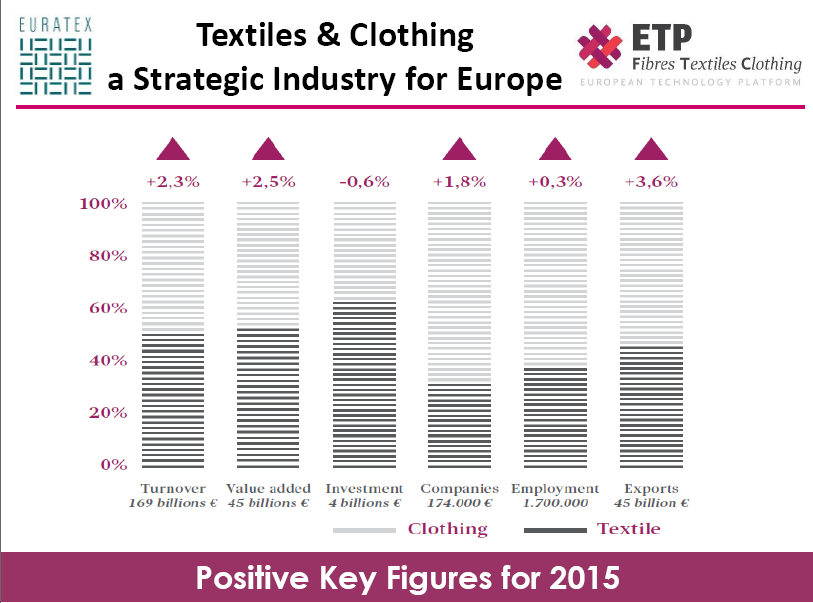 EURATEX
Textiles & Clothing
a Strategic Industry for Europe
ETP
Fibres Textiles Clothing
EUROPEAN TECHNOLOGY PLATFORM
+2,3% +2,5% -0,6% +1,8% +0,3% +3,6%
100%
80%
60%
40%
20%
0%
Turnover Value added Investment Companies Employment Exports
169 billions € 45 billions € 4 billions € 174.000 € 1.700.000 45 billion €
Clothing Textile
Positive Key Figures for 2015